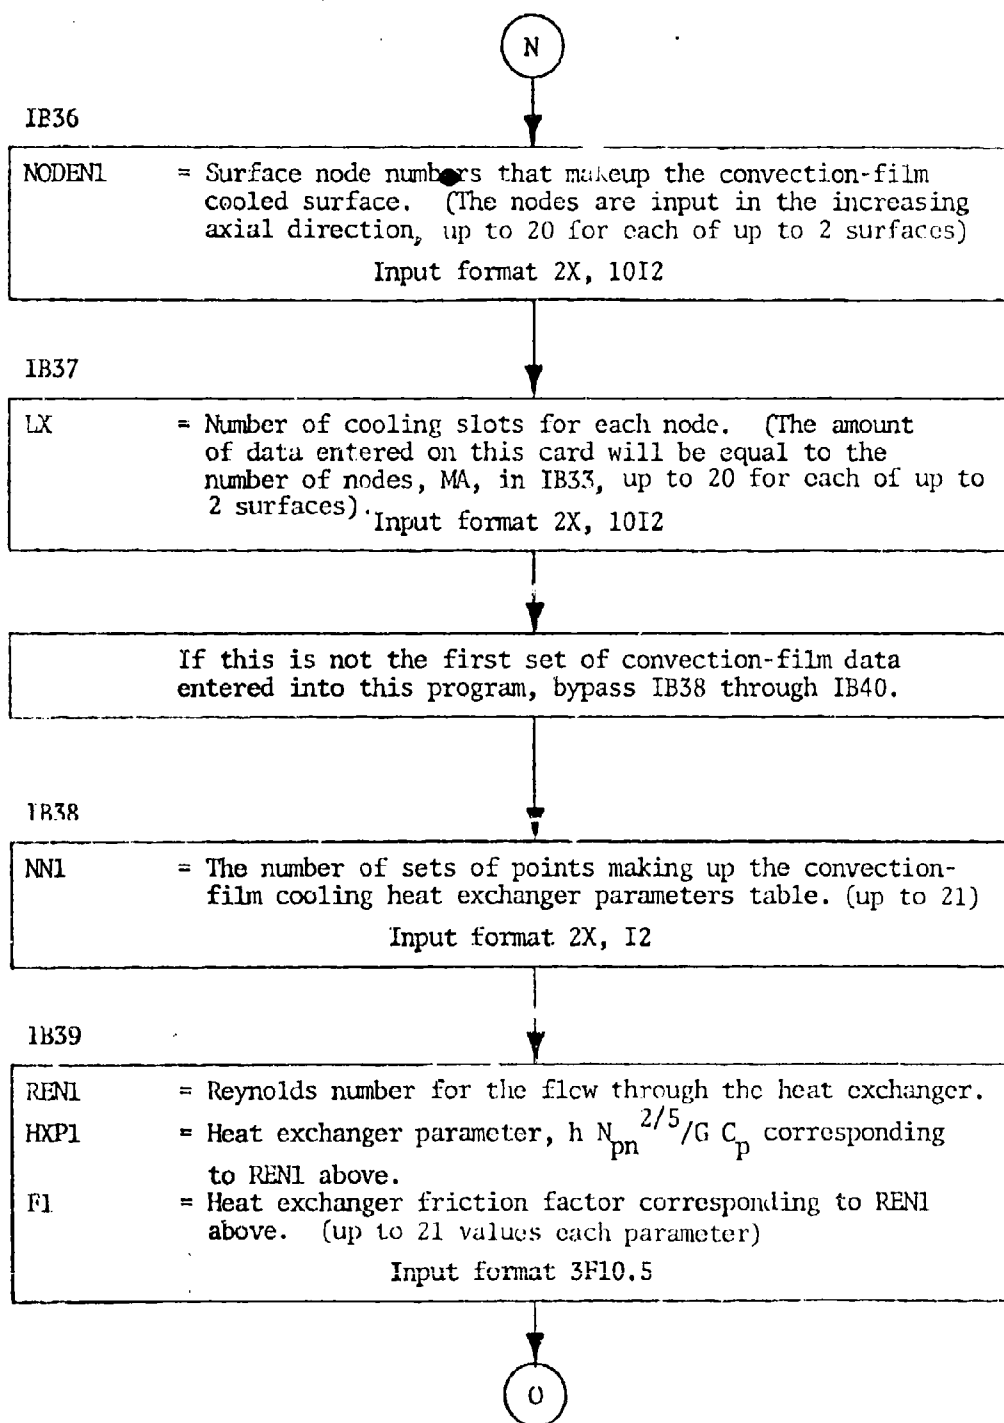 N
IB36
NODEN1 = Surface node numbers that makeup the convection-film
cooled surface. (The nodes are input in the increasing
axial direction, up to 20 for each of up to 2 surfaces)
Input format 2X, 10I2
IB37
LX = Number of cooling slots for each node. (The amount
of data entered on this card will be equal to the
number of nodes, MA, in IB33, up to 20 for each of up to
2 surfaces).
Input format 2X, 10I2
If this is not the first set of convection-film data
entered into this program, bypass IB38 through IB40.
IB38
NN1 = The number of sets of points making up the convection-
film cooling heat exchanger parameters table. (up to 21)
Input format 2X, I2
IB39
REN1 = Reynolds number for the flow through the heat exchanger.
HXP1 = Heat exchanger parameter, h N_pn^2/5/G C_p corresponding
to REN1 above.
F1 = Heat exchanger friction factor corresponding to REN1
above. (up to 21 values each parameter)
Input format 3F10.5
O